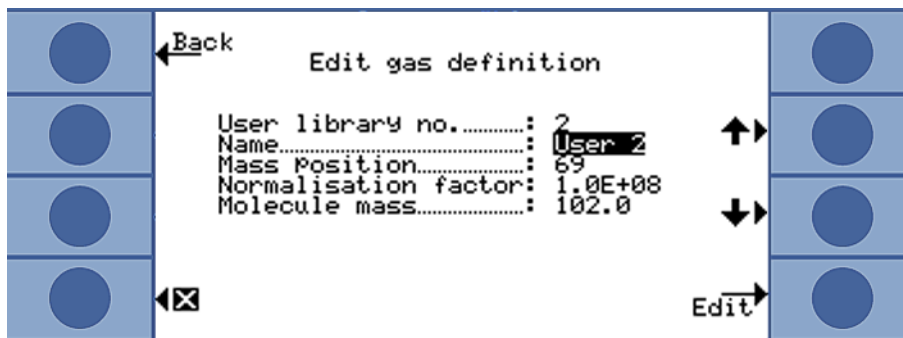 Back
Edit gas definition
User library no..........: 2
Name.....................: User 2
Mass Position............: 69
Normalisation factor: 1.0E+08
Molecule mass............: 102.0
Edit